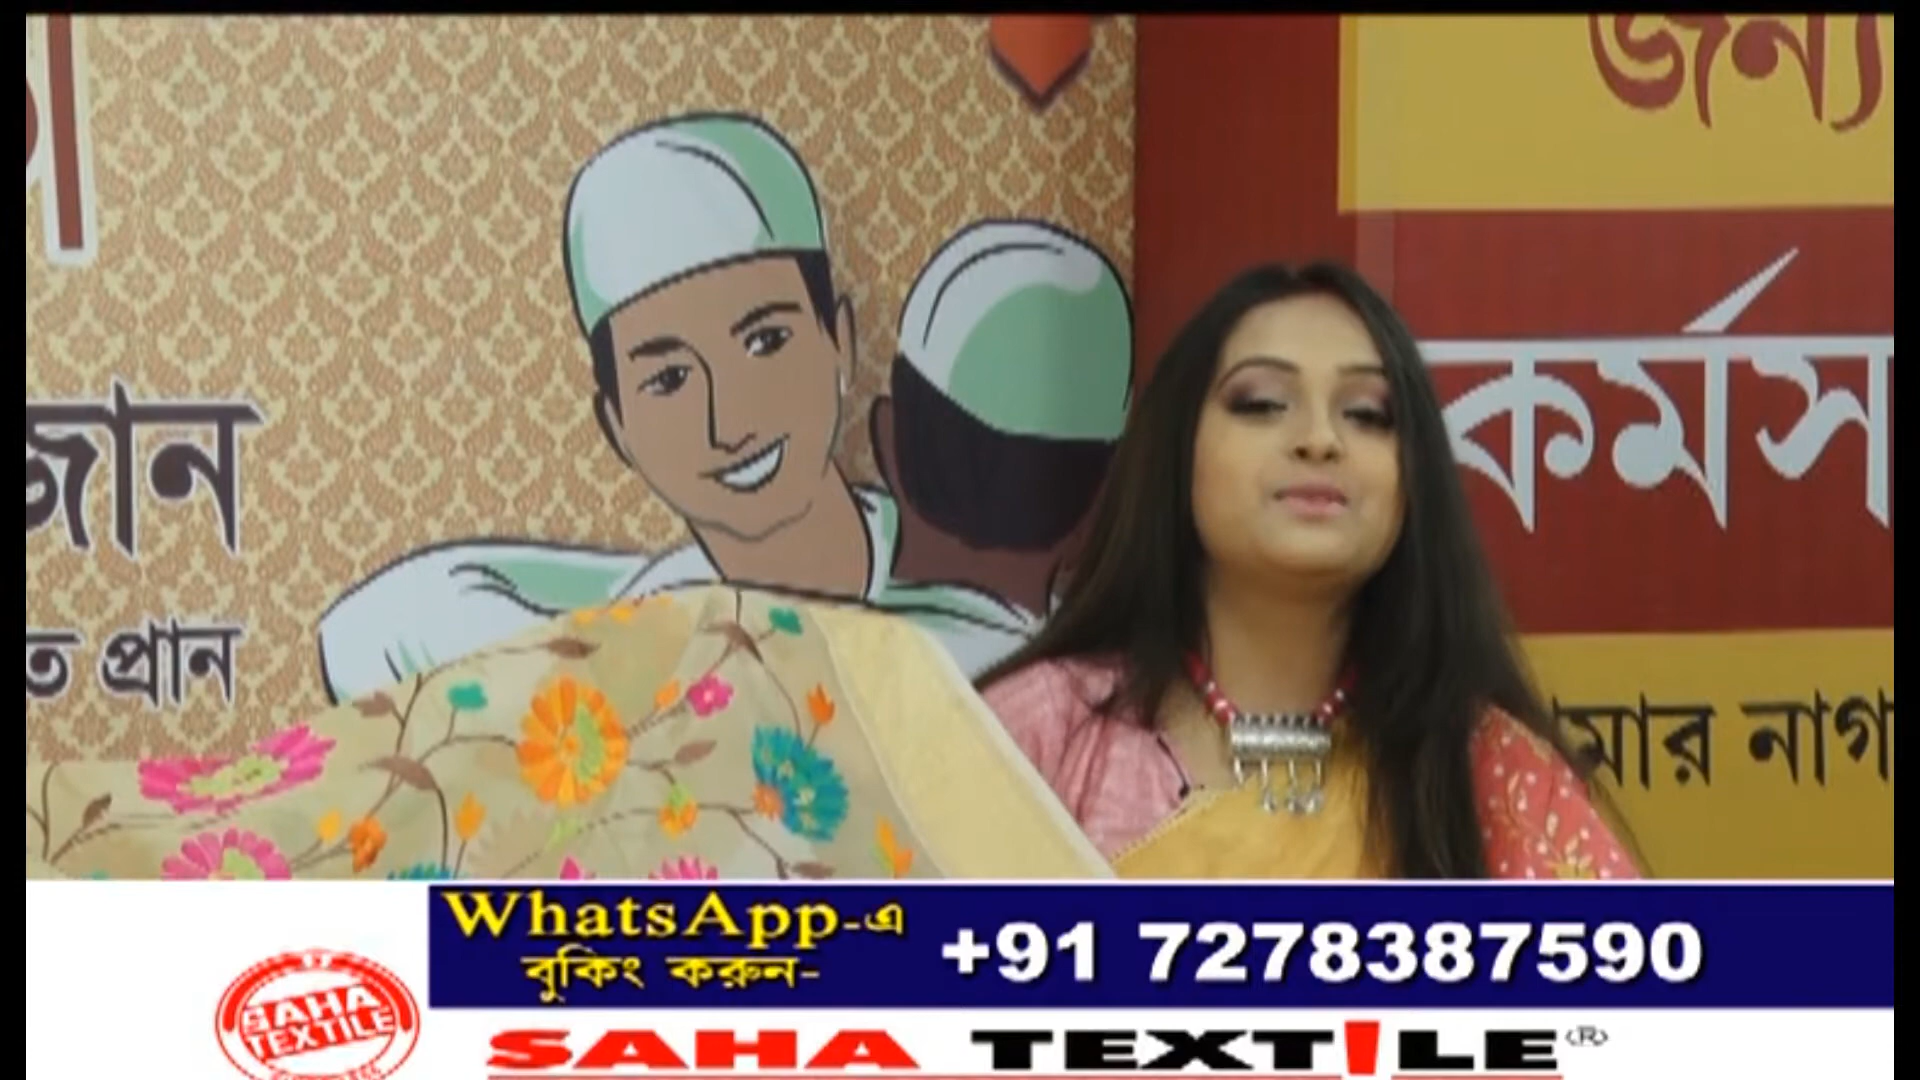 জন্য
জান
কর্মস
ত প্রান
মার নাগ
WhatsApp-এ
বুকিং করুন-
+91 7278387590
SAHA
TEXTILE
SAHA TEXTILE®